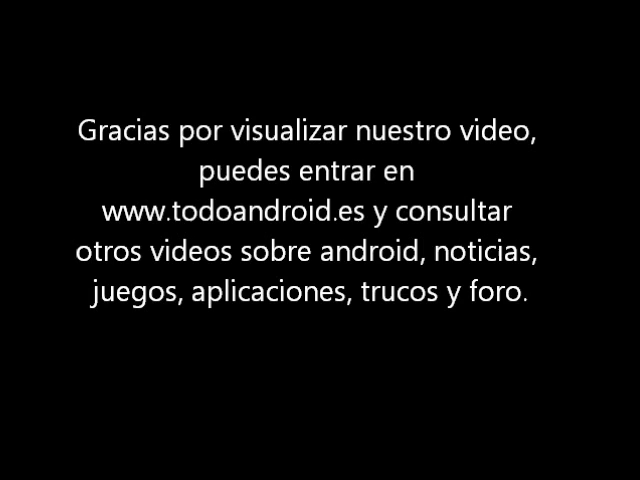 Gracias por visualizar nuestro video,
puedes entrar en
www.todoandroid.es y consultar
otros videos sobre android, noticias,
juegos, aplicaciones, trucos y foro.